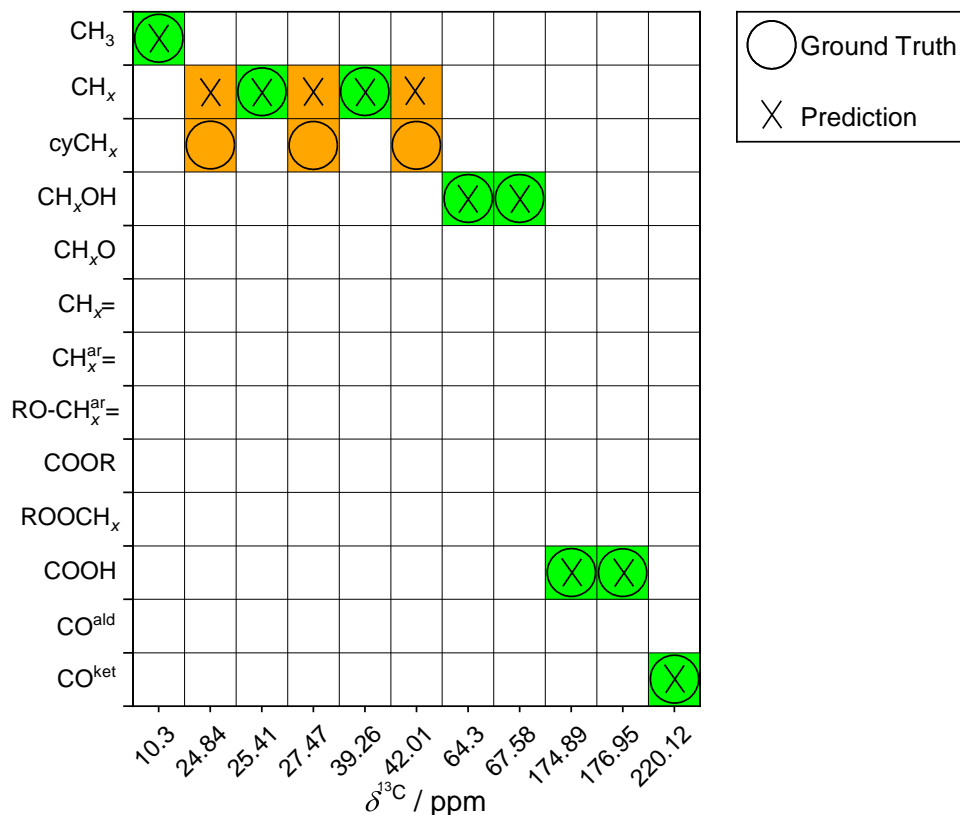 CH3
CHx
cyCHx
CHxOH
CHxO
CHx=
CHxar=
RO-CHxar=
COOR
ROOCHx
COOH
COald
COket
10.3
24.84
25.41
27.47
39.26
42.01
64.3
67.58
174.89
176.95
220.12
δ13C / ppm
Ground Truth
Prediction